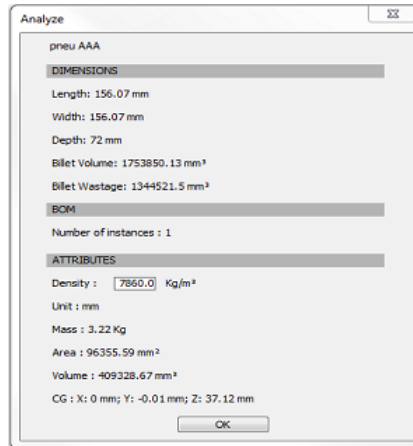 Analyze
pneu AAA
DIMENSIONS
Length: 156.07 mm
Width: 156.07 mm
Depth: 72 mm
Billet Volume: 1753850.13 mm³
Billet Wastage: 1344521.5 mm³
BOM
Number of instances : 1
ATTRIBUTES
Density : 7860.0 Kg/m³
Unit : mm
Mass : 3.22 Kg
Area : 96355.59 mm²
Volume : 409328.67 mm³
CG : X: 0 mm; Y: -0.01 mm; Z: 37.12 mm
OK